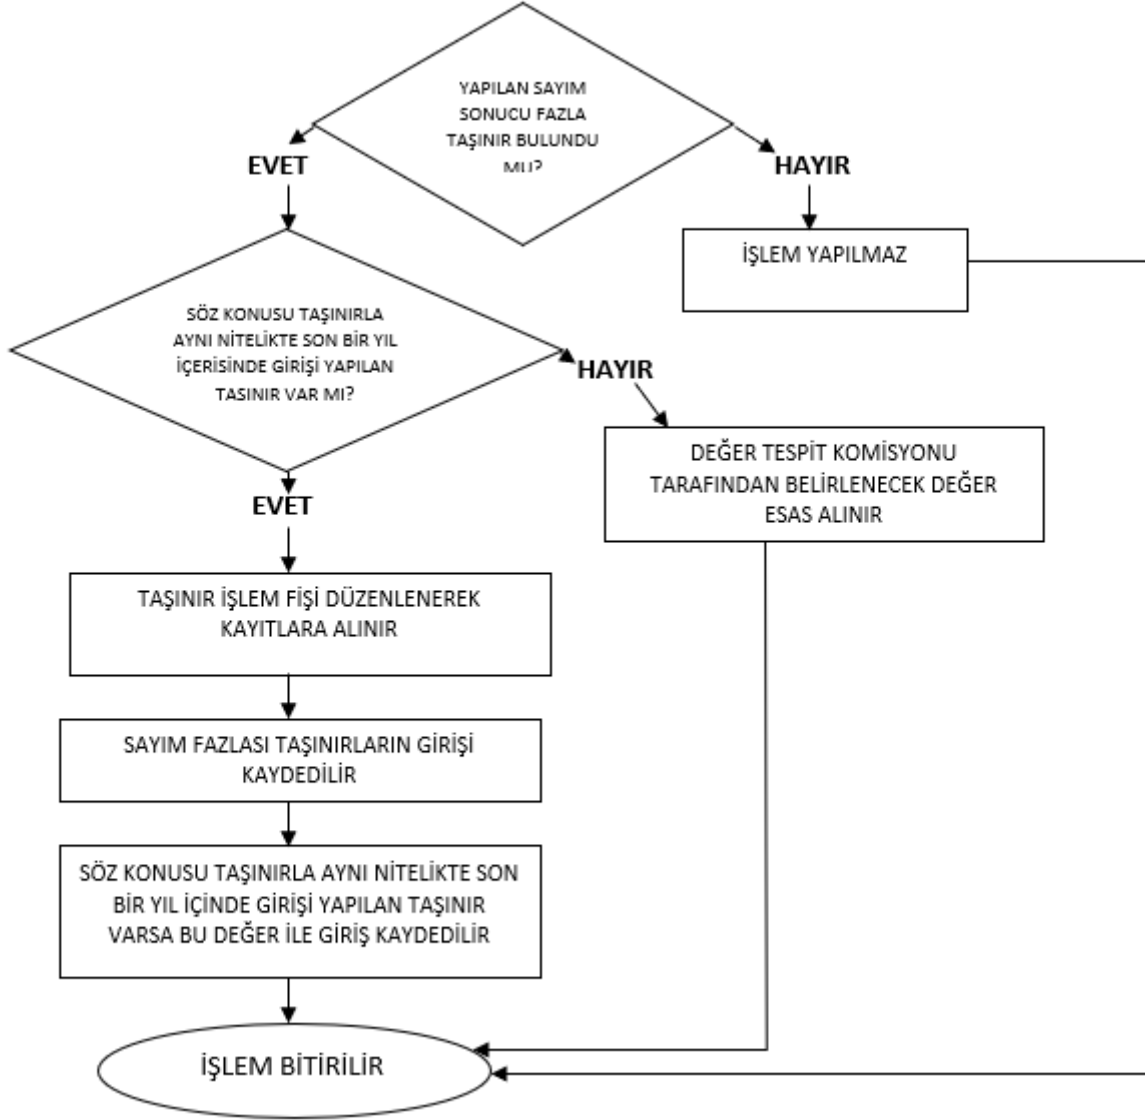 YAPILAN SAYIM
SONUCU FAZLA
TAŞINIR BULUNDU
MU?
EVET
HAYIR
İŞLEM YAPILMAZ
SÖZ KONUSU TAŞINIRLA
AYNI NİTELİKTE SON BİR YIL
İÇERİSİNDE GİRİŞİ YAPILAN
TASINIR VAR MI?
HAYIR
DEĞER TESPİT KOMİSYONU
TARAFINDAN BELİRLENECEK DEĞER
ESAS ALINIR
EVET
TAŞINIR İŞLEM FİŞİ DÜZENLENEREK
KAYITLARA ALINIR
SAYIM FAZLASI TAŞINIRLARIN GİRİŞİ
KAYDEDİLİR
SÖZ KONUSU TAŞINIRLA AYNI NİTELİKTE SON
BİR YIL İÇİNDE GİRİŞİ YAPILAN TAŞINIR
VARSA BU DEĞER İLE GİRİŞ KAYDEDİLİR
İŞLEM BİTİRİLİR